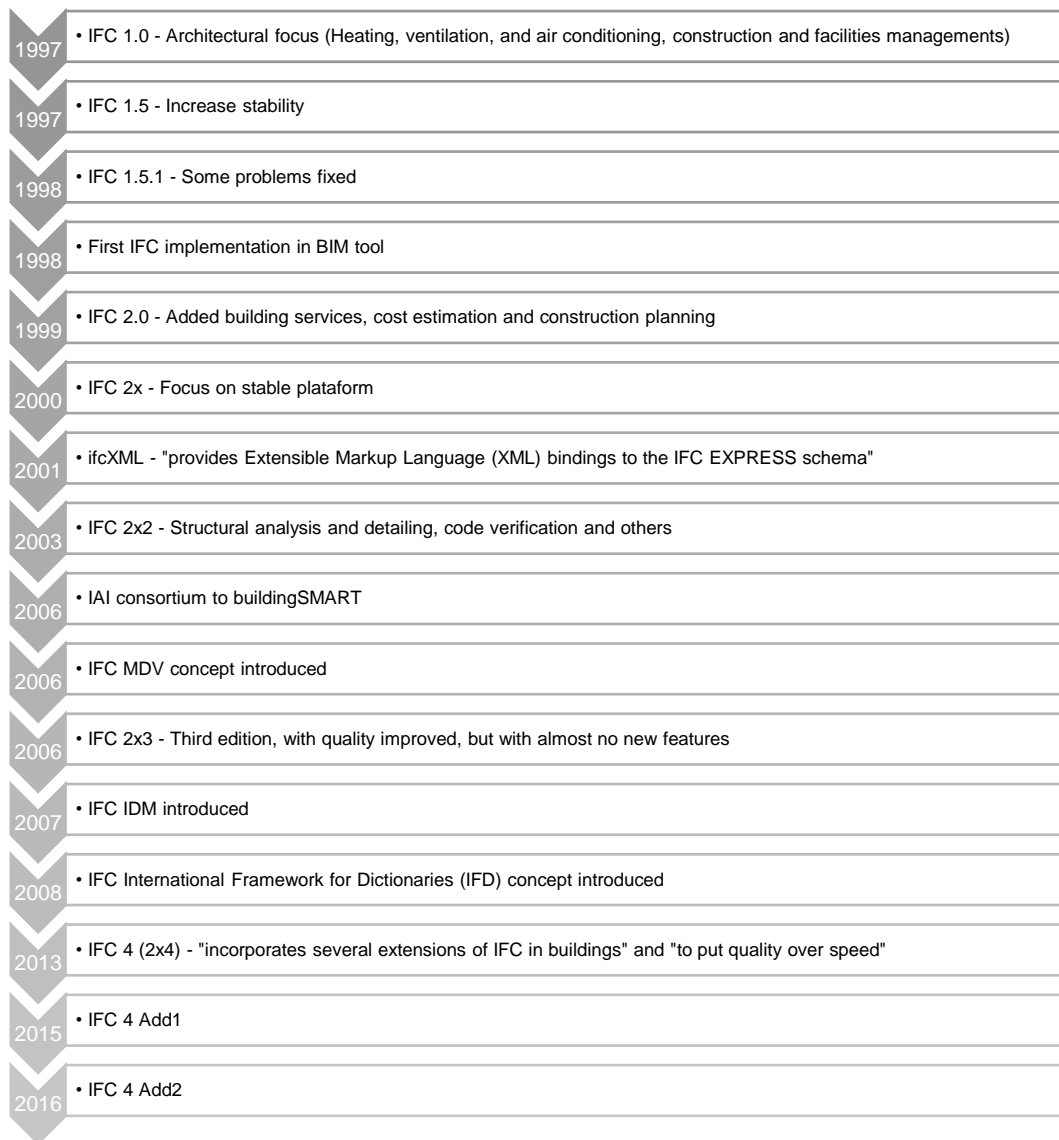 1997
• IFC 1.0 - Architectural focus (Heating, ventilation, and air conditioning, construction and facilities managements)
1997
• IFC 1.5 - Increase stability
1998
• IFC 1.5.1 - Some problems fixed
1998
• First IFC implementation in BIM tool
1999
• IFC 2.0 - Added building services, cost estimation and construction planning
2000
• IFC 2x - Focus on stable plataform
2001
• ifcXML - "provides Extensible Markup Language (XML) bindings to the IFC EXPRESS schema"
2003
• IFC 2x2 - Structural analysis and detailing, code verification and others
2006
• IAI consortium to buildingSMART
2006
• IFC MDV concept introduced
2006
• IFC 2x3 - Third edition, with quality improved, but with almost no new features
2007
• IFC IDM introduced
2008
• IFC International Framework for Dictionaries (IFD) concept introduced
2013
• IFC 4 (2x4) - "incorporates several extensions of IFC in buildings" and "to put quality over speed"
2015
• IFC 4 Add1
2016
• IFC 4 Add2